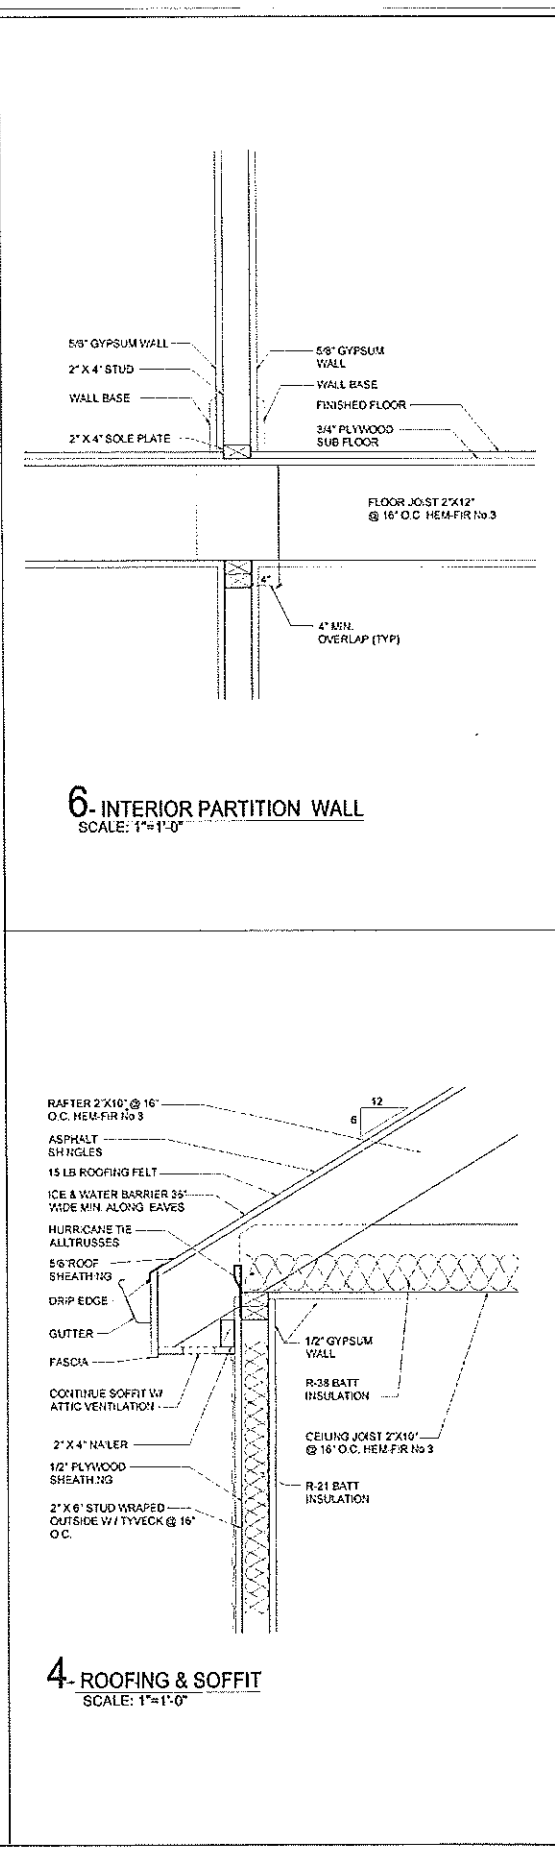 5/8" GYPSUM WALL
2" X 4" STUD
WALL BASE
2" X 4" SOLE PLATE
5/8" GYPSUM
WALL
WALL BASE
FINISHED FLOOR
3/4" PLYWOOD
SUB FLOOR
FLOOR JOIST 2"X12"
@ 16" O.C. HEM-FIR No.3
4"
4" MIN.
OVERLAP (TYP)
6- INTERIOR PARTITION WALL
SCALE: 1"=1'-0"
RAFTER 2"X10" @ 16"
O.C. HEM-FIR No 3
ASPHALT
SHINGLES
15 LB ROOFING FELT
ICE & WATER BARRIER 36"
WIDE MIN. ALONG EAVES
HURRICANE TIE
ALLTRUSSES
5/8" ROOF
SHEATHING
DRIP EDGE
GUTTER
FASCIA
CONTINUE SOFFIT W/
ATTIC VENTILATION
2" X 4" NAILER
1/2" PLYWOOD
SHEATHING
2" X 6" STUD WRAPED
OUTSIDE W/ TYVECK @ 16"
O.C.
12
6
1/2" GYPSUM
WALL
R-38 BATT
INSULATION
CEILING JOIST 2"X10"
@ 16" O.C. HEM-FIR No 3
R-21 BATT
INSULATION
4- ROOFING & SOFFIT
SCALE: 1"=1'-0"